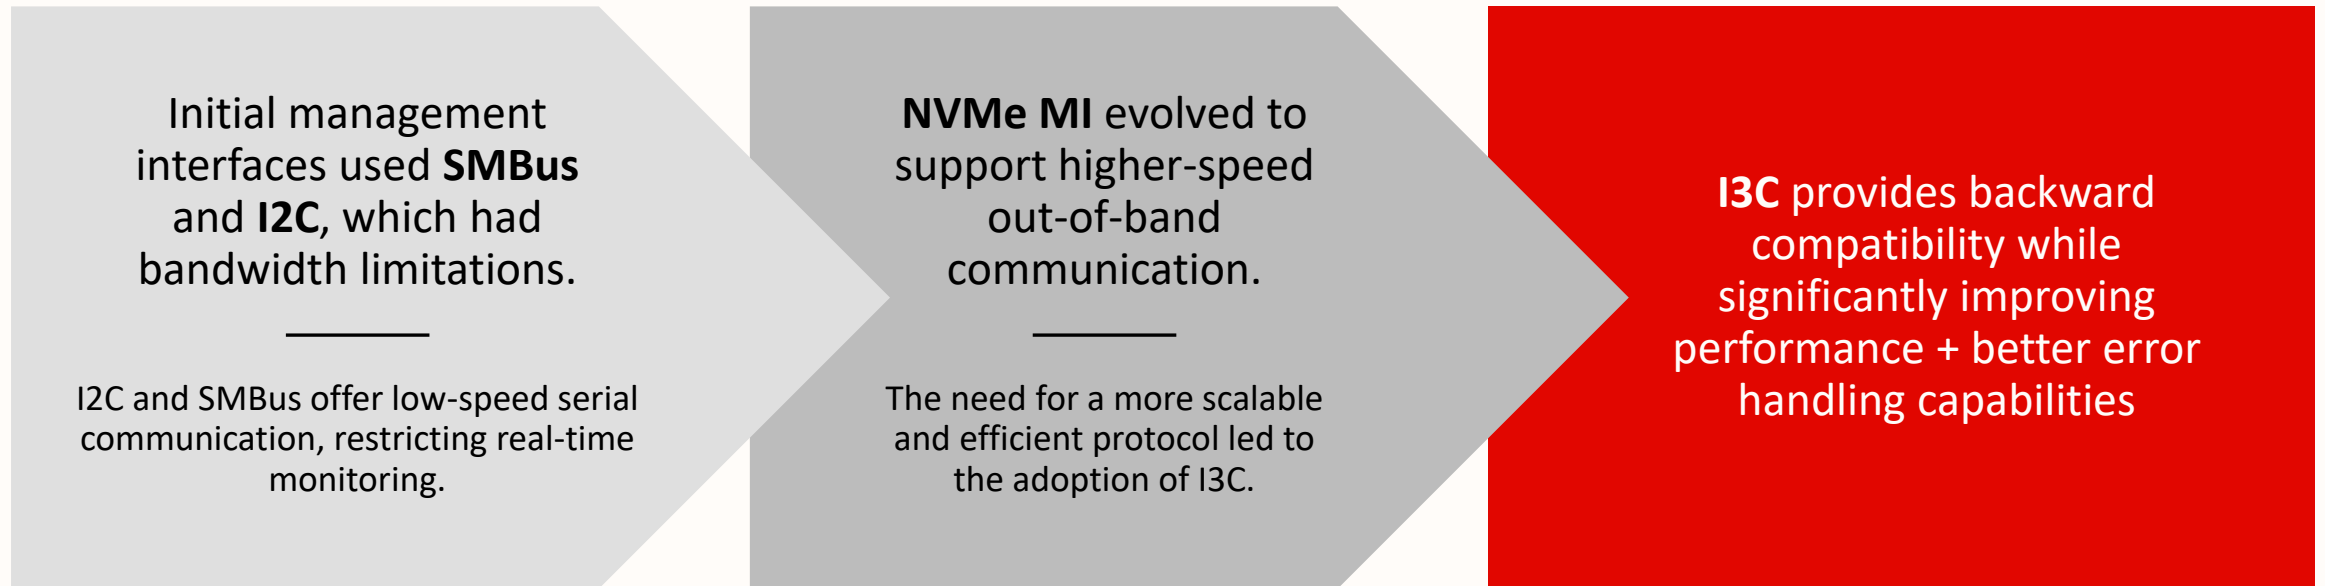 Initial management
interfaces used SMBus
and I2C, which had
bandwidth limitations.
I2C and SMBus offer low-speed serial
communication, restricting real-time
monitoring.
NVMe MI evolved to
support higher-speed
out-of-band
communication.
The need for a more scalable
and efficient protocol led to
the adoption of I3C.
I3C provides backward
compatibility while
significantly improving
performance + better error
handling capabilities